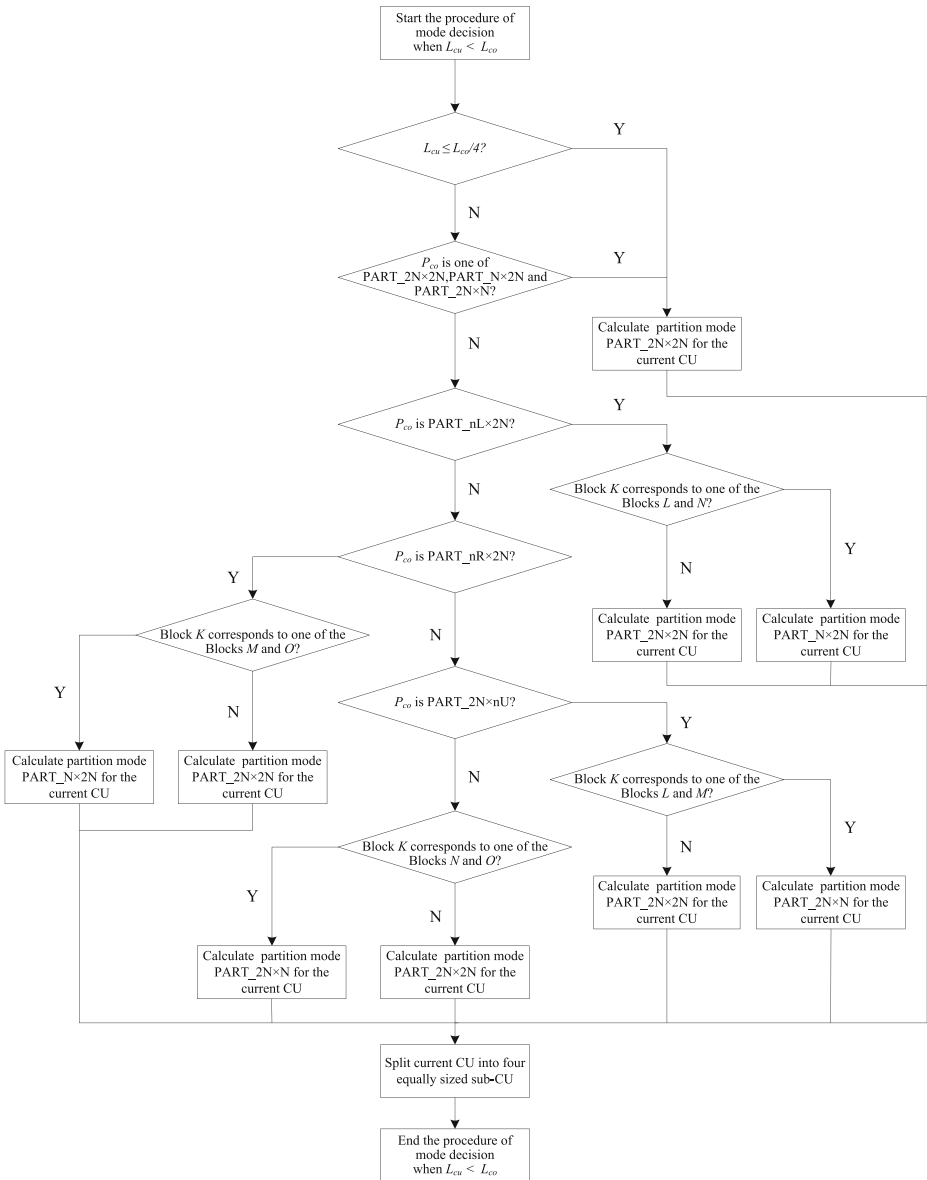 Start the procedure of
mode decision
when Lcu < Lco
Y
Lcu ≤ Lco/4?
N
Pco is one of
PART_2N×2N,PART_N×2N and
PART_2N×N?
Y
Calculate partition mode
PART_2N×2N for the
current CU
N
Pco is PART_nL×2N?
Y
Block K corresponds to one of the
Blocks L and N?
N
Y
N
Pco is PART_nR×2N?
Y
Calculate partition mode
PART_2N×2N for the
current CU
Calculate partition mode
PART_N×2N for the
current CU
Block K corresponds to one of the
Blocks M and O?
N
Y
N
Pco is PART_2N×nU?
Y
Calculate partition mode
PART_N×2N for the
current CU
Calculate partition mode
PART_2N×2N for the
current CU
N
Block K corresponds to one of the
Blocks L and M?
Y
N
Block K corresponds to one of the
Blocks N and O?
Y
N
Calculate partition mode
PART_2N×2N for the
current CU
Calculate partition mode
PART_2N×N for the
current CU
Calculate partition mode
PART_2N×N for the
current CU
Calculate partition mode
PART_2N×2N for the
current CU
Split current CU into four
equally sized sub-CU
End the procedure of
mode decision
when Lcu < Lco